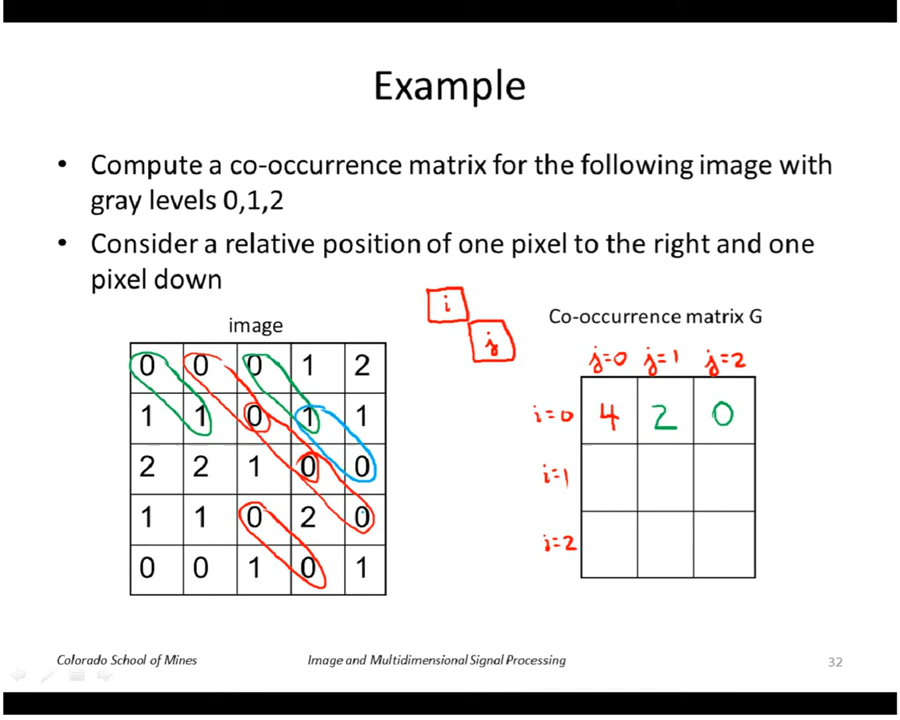 Example
• Compute a co-occurrence matrix for the following image with
gray levels 0,1,2
• Consider a relative position of one pixel to the right and one
pixel down
image
0 0 0 1 2
1 1 0 1 1
2 2 1 0 0
1 1 0 2 0
0 0 1 0 1
i
j
Co-occurrence matrix G
j=0 j=1 j=2
i=0 4 2 0
i=1
i=2
Colorado School of Mines Image and Multidimensional Signal Processing 32